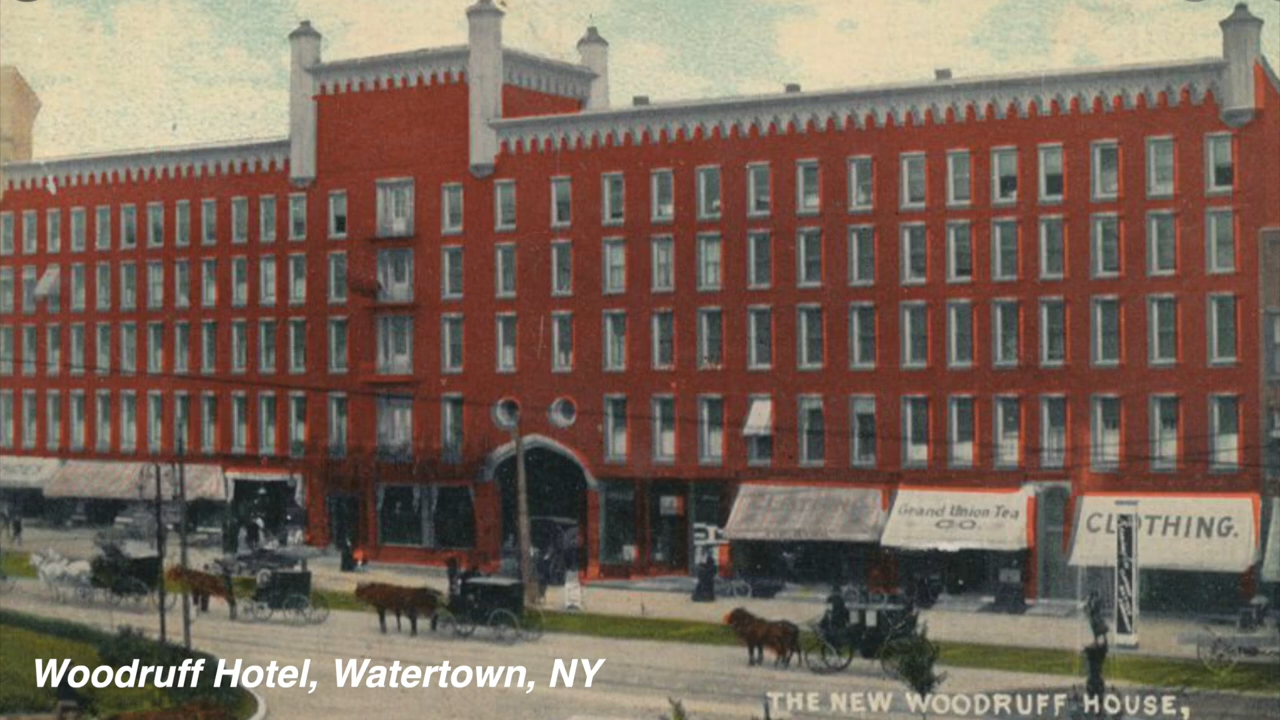 Grand Union Tea
CO.
CLOTHING.
Woodruff Hotel, Watertown, NY
THE NEW WOODRUFF HOUSE,